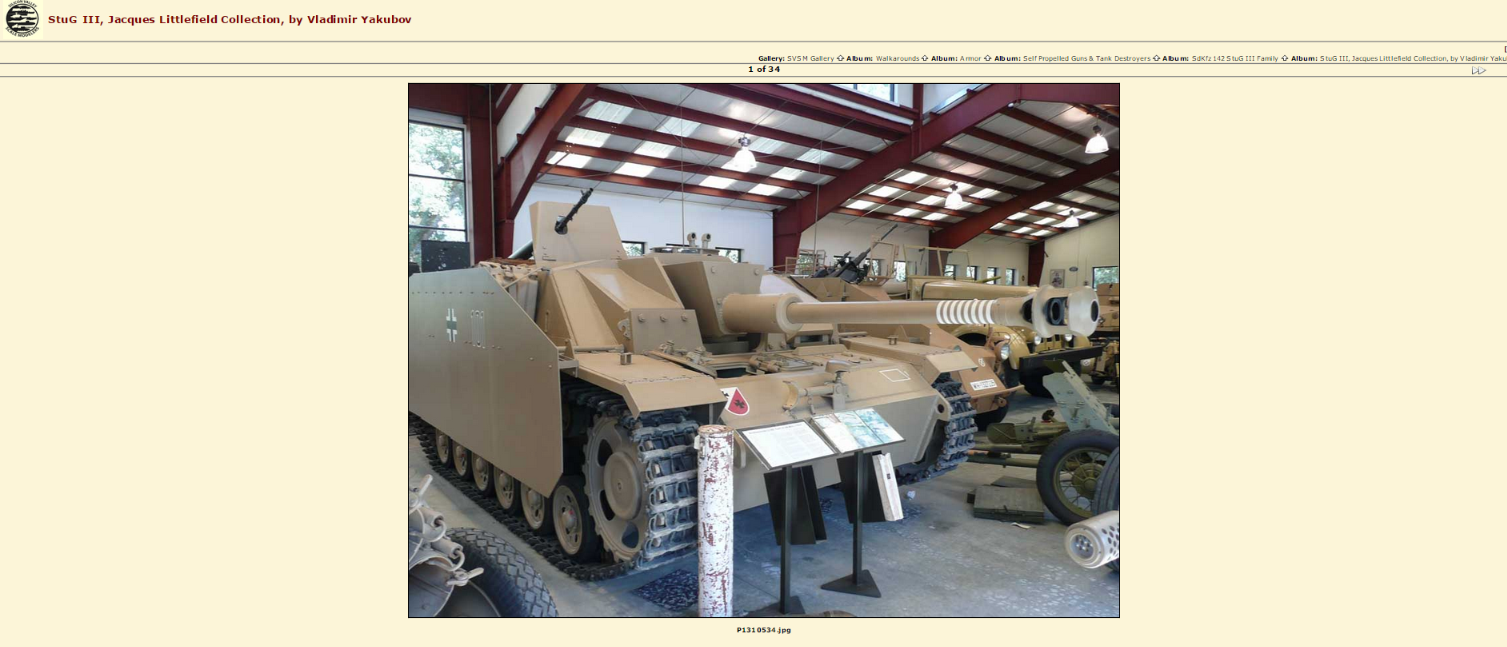 StuG III, Jacques Littlefield Collection, by Vladimir Yakubov
Gallery: SVSM Gallery Album: Walkarounds Album: Armor Album: Self Propelled Guns & Tank Destroyers Album: SdKfz 142 StuG III Family Album: StuG III, Jacques Littlefield Collection, by Vladimir Yaku
1 of 34
P1310534.jpg